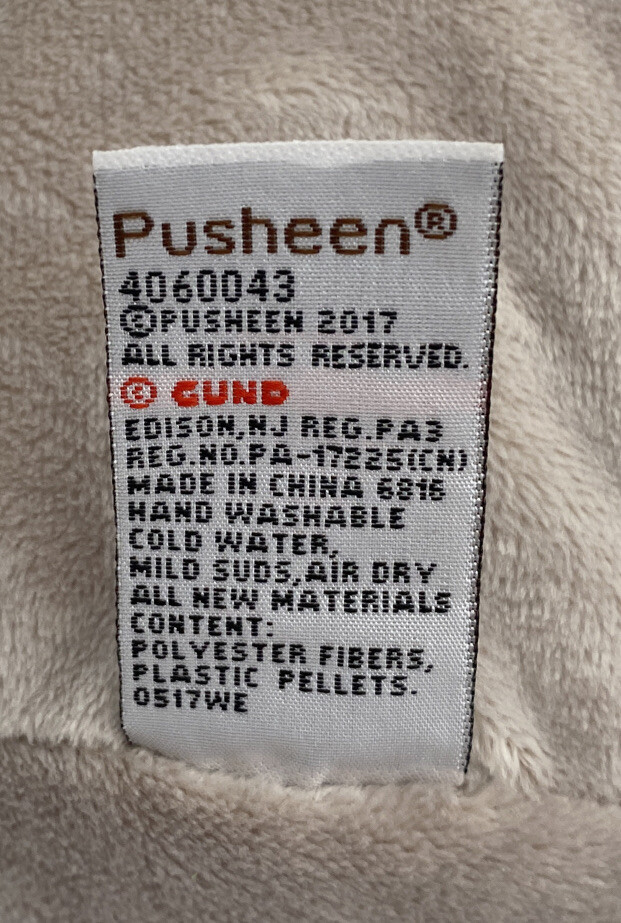 Pusheen®
4060043
©PUSHEEN 2017
ALL RIGHTS RESERVED.
© GUND
EDISON,NJ REG.PA3
REG.NO.PA-17225(CN)
MADE IN CHINA 6816
HAND WASHABLE
COLD WATER,
MILD SUDS,AIR DRY
ALL NEW MATERIALS
CONTENT:
POLYESTER FIBERS,
PLASTIC PELLETS.
0517WE